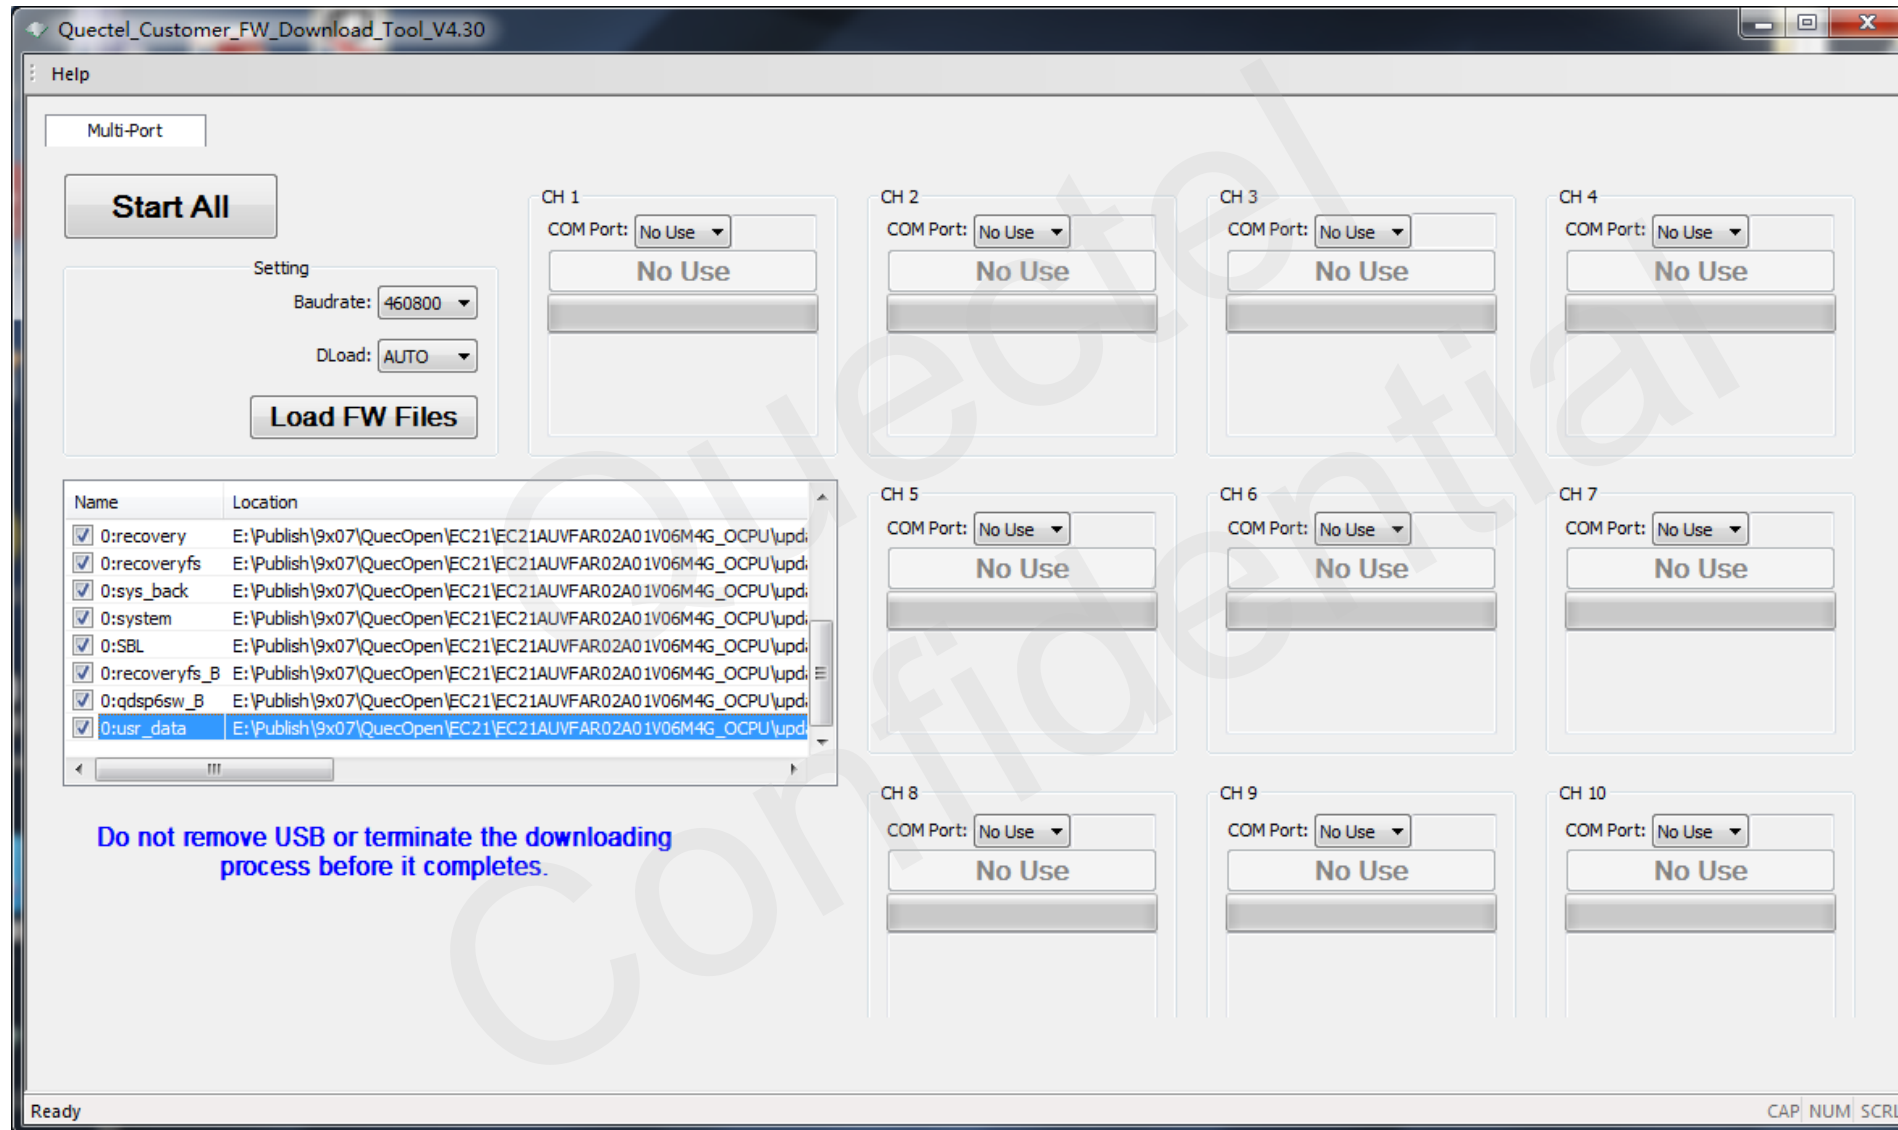 Quectel_Customer_FW_Download_Tool_V4.30
Help
Multi-Port
Start All
Setting
Baudrate: 460800
DLoad: AUTO
Load FW Files
CH 1
COM Port: No Use
No Use
CH 2
COM Port: No Use
No Use
CH 3
COM Port: No Use
No Use
CH 4
COM Port: No Use
No Use
Name Location
0:recovery E:\Publish\9x07\QuecOpen\EC21\EC21AUVFAR02A01V06M4G_OCPU\upd
0:recoveryfs E:\Publish\9x07\QuecOpen\EC21\EC21AUVFAR02A01V06M4G_OCPU\upd
0:sys_back E:\Publish\9x07\QuecOpen\EC21\EC21AUVFAR02A01V06M4G_OCPU\upd
0:system E:\Publish\9x07\QuecOpen\EC21\EC21AUVFAR02A01V06M4G_OCPU\upd
0:SBL E:\Publish\9x07\QuecOpen\EC21\EC21AUVFAR02A01V06M4G_OCPU\upd
0:recoveryfs_B E:\Publish\9x07\QuecOpen\EC21\EC21AUVFAR02A01V06M4G_OCPU\upd
0:qdsp6sw_B E:\Publish\9x07\QuecOpen\EC21\EC21AUVFAR02A01V06M4G_OCPU\upd
0:usr_data E:\Publish\9x07\QuecOpen\EC21\EC21AUVFAR02A01V06M4G_OCPU\upd
Do not remove USB or terminate the downloading
process before it completes.
CH 5
COM Port: No Use
No Use
CH 6
COM Port: No Use
No Use
CH 7
COM Port: No Use
No Use
CH 8
COM Port: No Use
No Use
CH 9
COM Port: No Use
No Use
CH 10
COM Port: No Use
No Use
Ready
CAP NUM SCRL
Quectel
Confidential